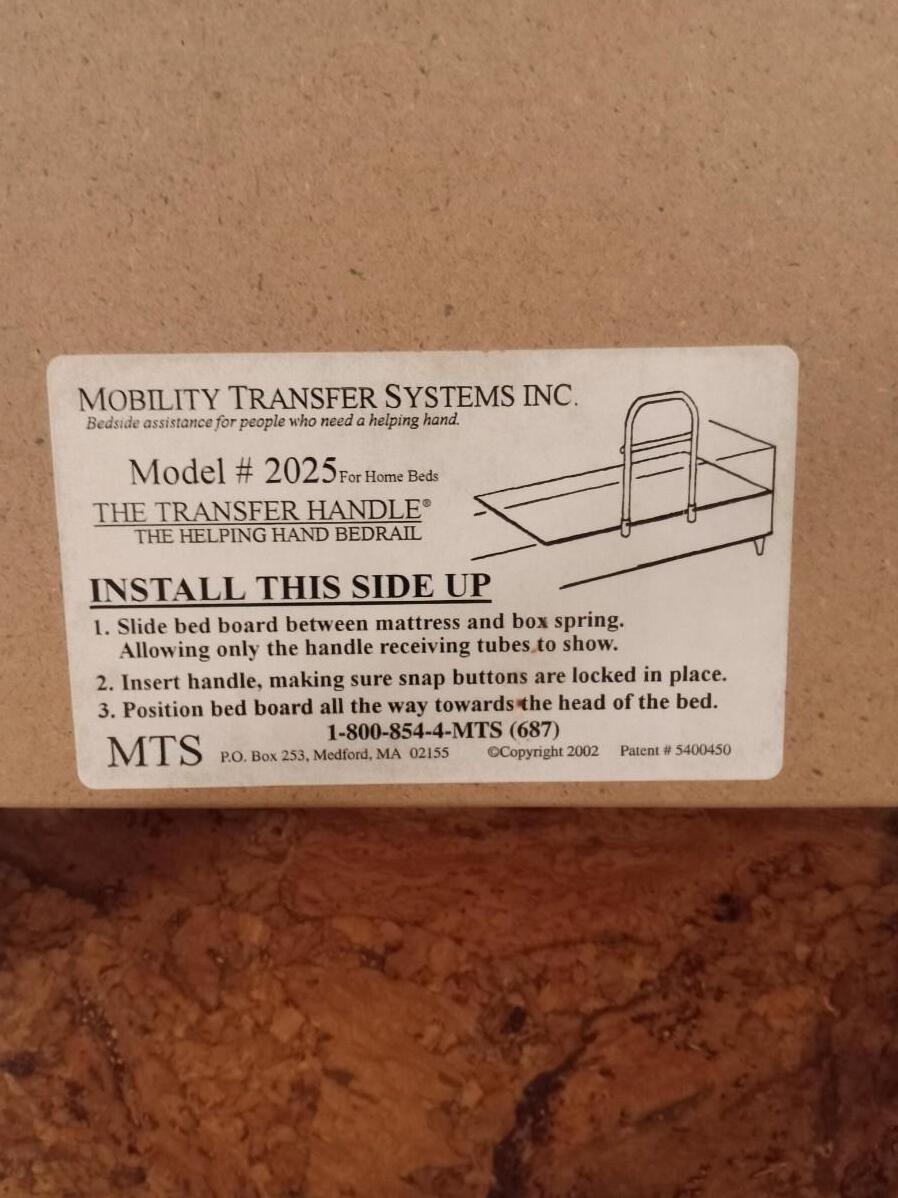 MOBILITY TRANSFER SYSTEMS INC.
Bedside assistance for people who need a helping hand.
Model # 2025 For Home Beds
THE TRANSFER HANDLE®
THE HELPING HAND BEDRAIL
INSTALL THIS SIDE UP
1. Slide bed board between mattress and box spring.
Allowing only the handle receiving tubes to show.
2. Insert handle, making sure snap buttons are locked in place.
3. Position bed board all the way towards the head of the bed.
1-800-854-4-MTS (687)
MTS P.O. Box 253, Medford, MA 02155 ©Copyright 2002 Patent # 5400450